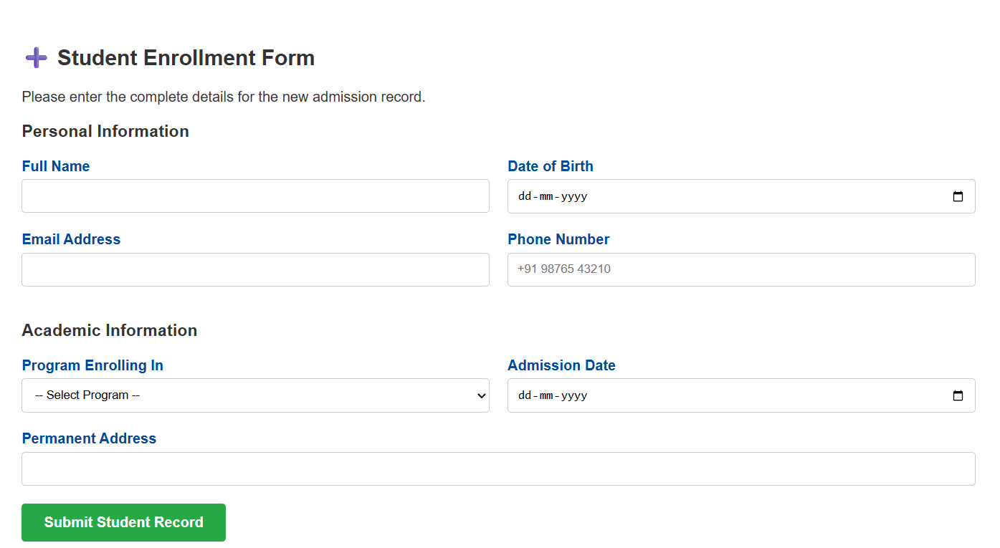 Student Enrollment Form
Please enter the complete details for the new admission record.
Personal Information
Full Name
Date of Birth
dd-mm-yyyy
Email Address
Phone Number
+91 98765 43210
Academic Information
Program Enrolling In
Admission Date
-- Select Program --
dd-mm-yyyy
Permanent Address
Submit Student Record